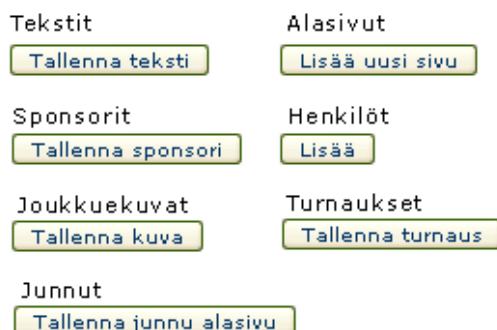 Tekstit
Tallenna teksti
Alasivut
Lisää uusi sivu
Sponsorit
Tallenna sponsori
Henkilöt
Lisää
Joukkuekuvat
Tallenna kuva
Turnaukset
Tallenna turnaus
Junnut
Tallenna junnu alasivu